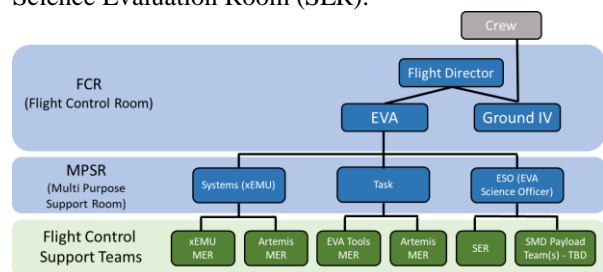 Science Evaluation Room (SER).
Crew
FCR
(Flight Control Room)
Flight Director
EVA
Ground IV
MPSR
(Multi Purpose
Support Room)
Systems (xEMU)
Task
ESO (EVA
Science Officer)
Flight Control
Support Teams
xEMU
MER
Artemis
MER
EVA Tools
MER
Artemis
MER
SER
SMD Payload
Team(s) - TBD